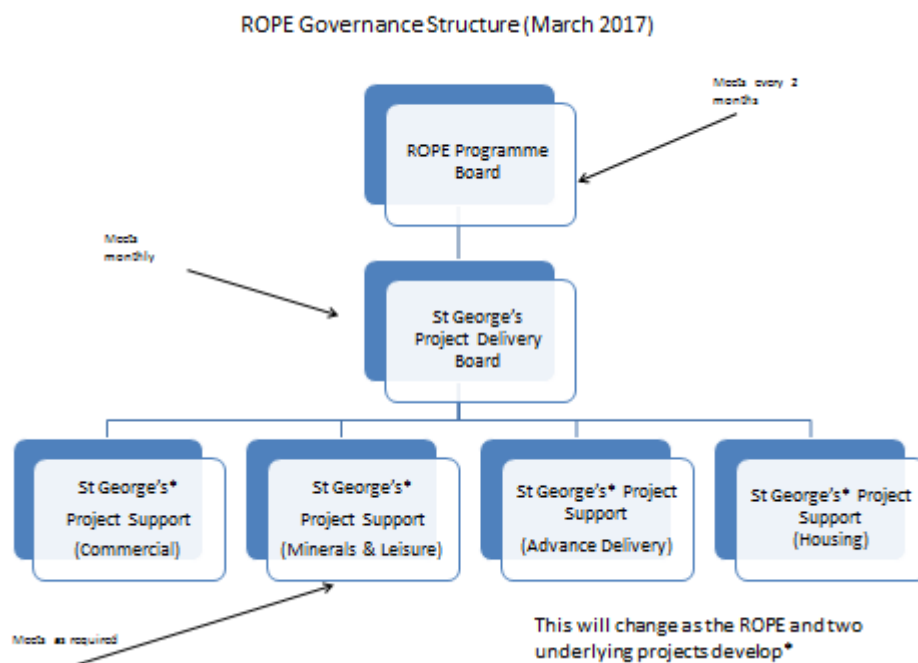 ROPE Governance Structure (March 2017)
Meets every 2
months
ROPE Programme
Board
Meets
monthly
St George's
Project Delivery
Board
St George's*
Project Support
(Commercial)
St George's*
Project Support
(Minerals & Leisure)
St George's* Project
Support
(Advance Delivery)
St George's* Project
Support
(Housing)
Meets as required
This will change as the ROPE and two
underlying projects develop*